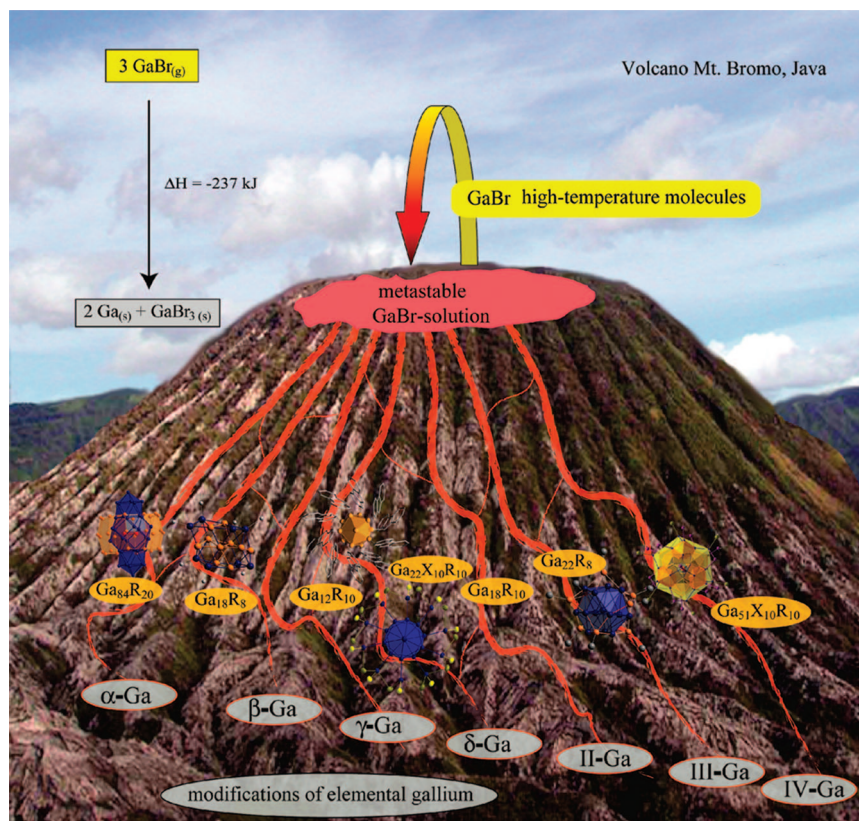 3 GaBr(g)
Volcano Mt. Bromo, Java
ΔH = -237 kJ
GaBr high-temperature molecules
2 Ga(s) + GaBr3 (s)
metastable
GaBr-solution
Ga84R20
Ga18R8
Ga12R10
Ga22X10R10
Ga18R10
Ga22R8
Ga51X10R10
α-Ga
β-Ga
γ-Ga
δ-Ga
II-Ga
III-Ga
IV-Ga
modifications of elemental gallium